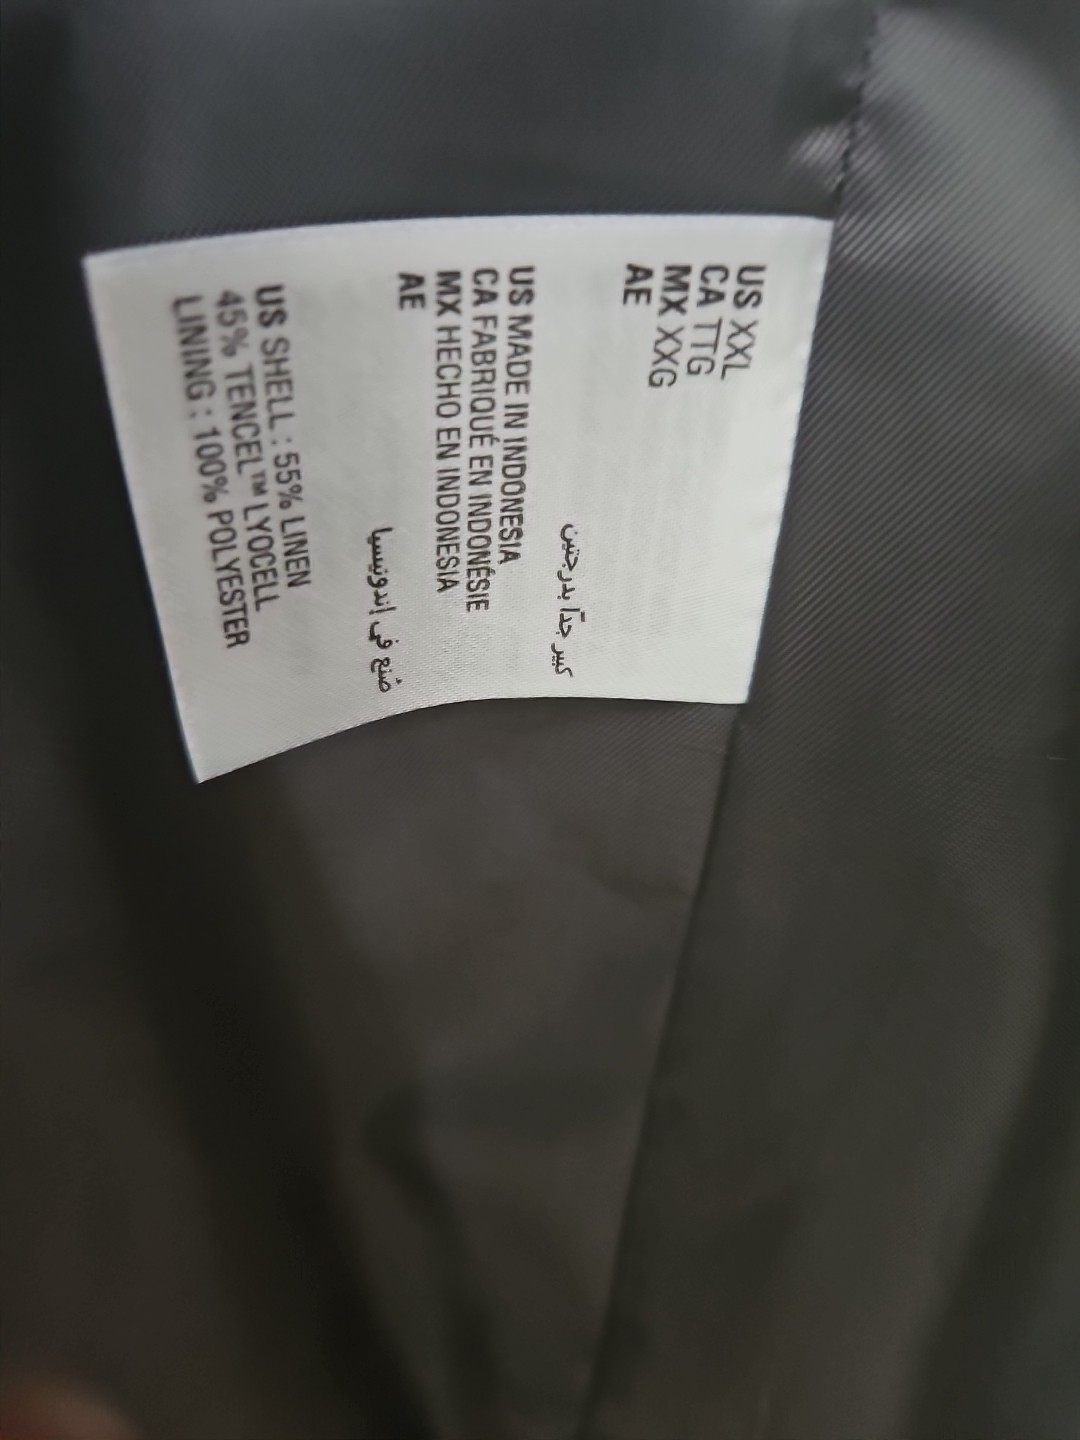 US XXL
CA TTG
MX XXG
AE
كبير جدًا بدرجتين
US MADE IN INDONESIA
CA FABRIQUÉ EN INDONÉSIE
MX HECHO EN INDONESIA
AE
صُنع في إندونيسيا
US SHELL : 55% LINEN
45% TENCEL™ LYOCELL
LINING : 100% POLYESTER